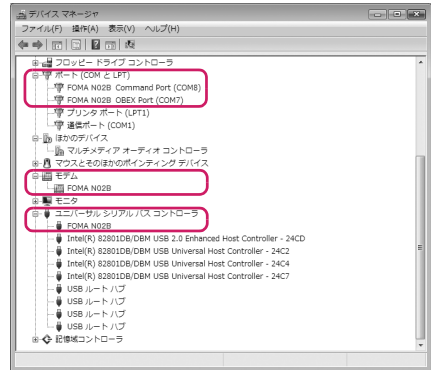 デバイス マネージャ
ファイル(F) 操作(A) 表示(V) ヘルプ(H)
フロッピー ドライブ コントローラ
ポート (COM と LPT)
FOMA N02B Command Port (COM8)
FOMA N02B OBEX Port (COM7)
プリンタ ポート (LPT1)
通信ポート (COM1)
ほかのデバイス
マルチメディア オーディオ コントローラ
マウスとそのほかのポインティング デバイス
モデム
FOMA N02B
モニタ
ユニバーサル シリアル バス コントローラ
FOMA N02B
Intel(R) 82801DB/DBM USB 2.0 Enhanced Host Controller - 24CD
Intel(R) 82801DB/DBM USB Universal Host Controller - 24C2
Intel(R) 82801DB/DBM USB Universal Host Controller - 24C4
Intel(R) 82801DB/DBM USB Universal Host Controller - 24C7
USB ルート ハブ
USB ルート ハブ
USB ルート ハブ
USB ルート ハブ
記憶域コントローラ